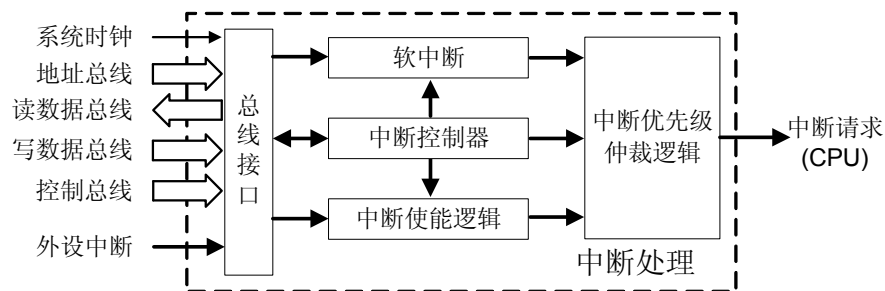 系统时钟
地址总线
读数据总线
写数据总线
控制总线
外设中断
总线接口
软中断
中断控制器
中断使能逻辑
中断优先级
仲裁逻辑
中断处理
中断请求
(CPU)